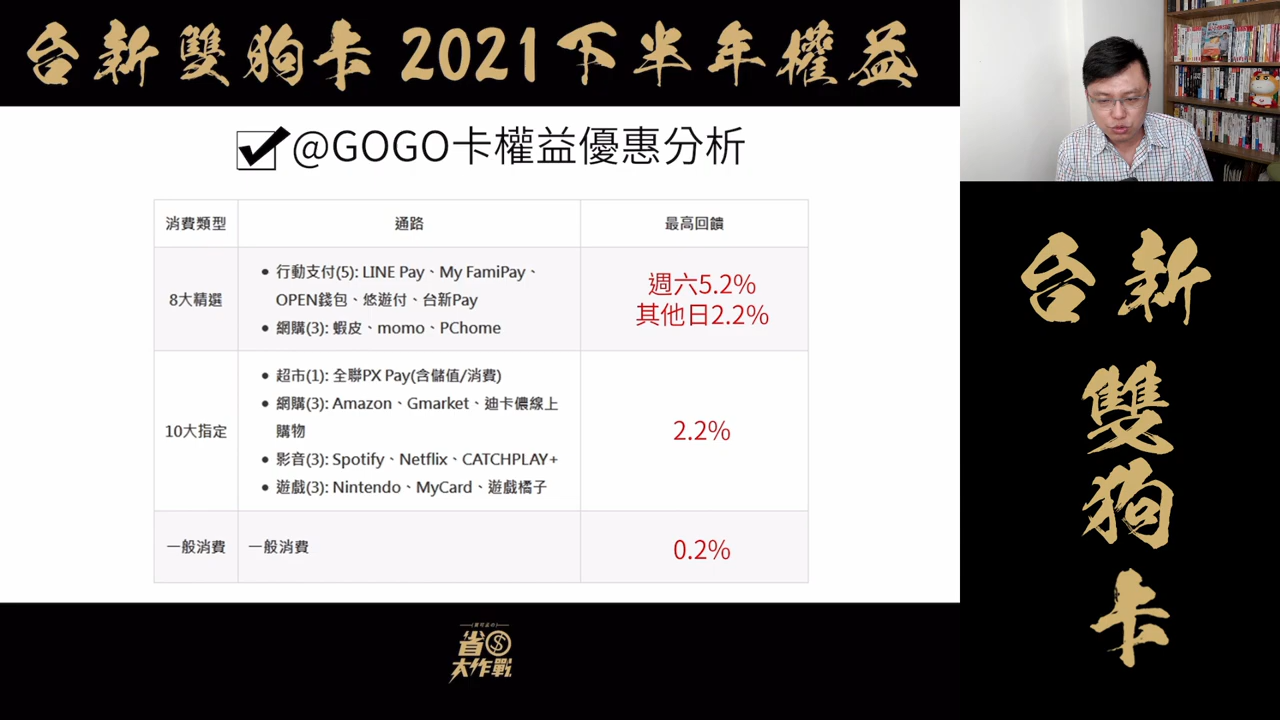 台新雙狗卡 2021下半年權益
@GOGO卡權益優惠分析
消費類型 通路 最高回饋
8大精選
行動支付(5): LINE Pay、My FamiPay、
OPEN錢包、悠遊付、台新Pay
網購(3): 蝦皮、momo、PChome
週六5.2%
其他日2.2%
10大指定
超市(1): 全聯PX Pay(含儲值/消費)
網購(3): Amazon、Gmarket、迪卡儂線上
購物
影音(3): Spotify、Netflix、CATCHPLAY+
遊戲(3): Nintendo、MyCard、遊戲橘子
2.2%
一般消費 一般消費 0.2%
台新
雙
狗
卡
省
大作戰